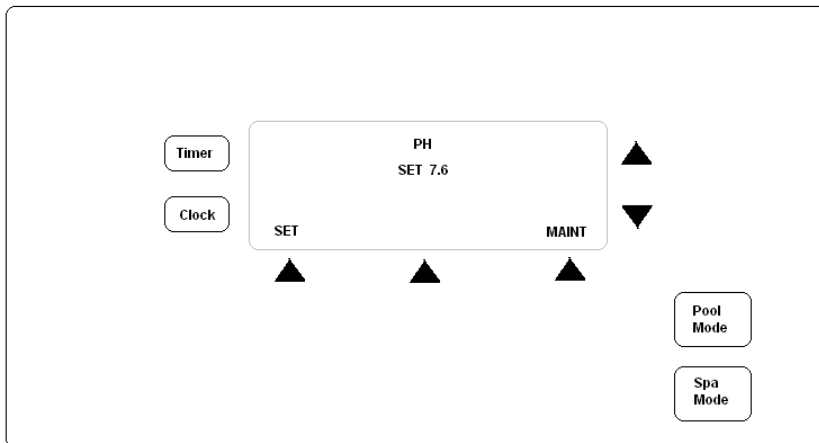 PH
Timer
SET 7.6
Clock
SET MAINT
Pool
Mode
Spa
Mode